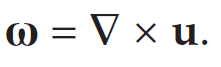 ω = ∇ × u.